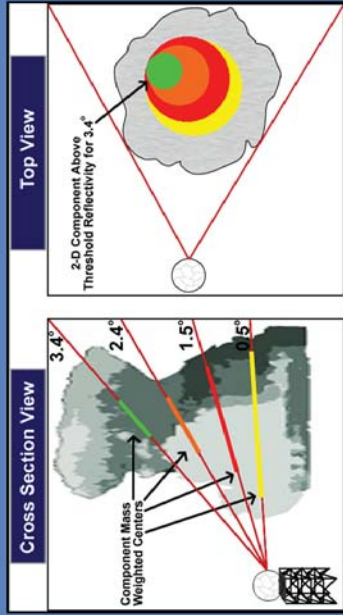 Cross Section View
3.4°
2.4°
1.5°
0.5°
Component Mass
Weighted Centers
Top View
2-D Component Above
Threshold Reflectivity for 3.4°